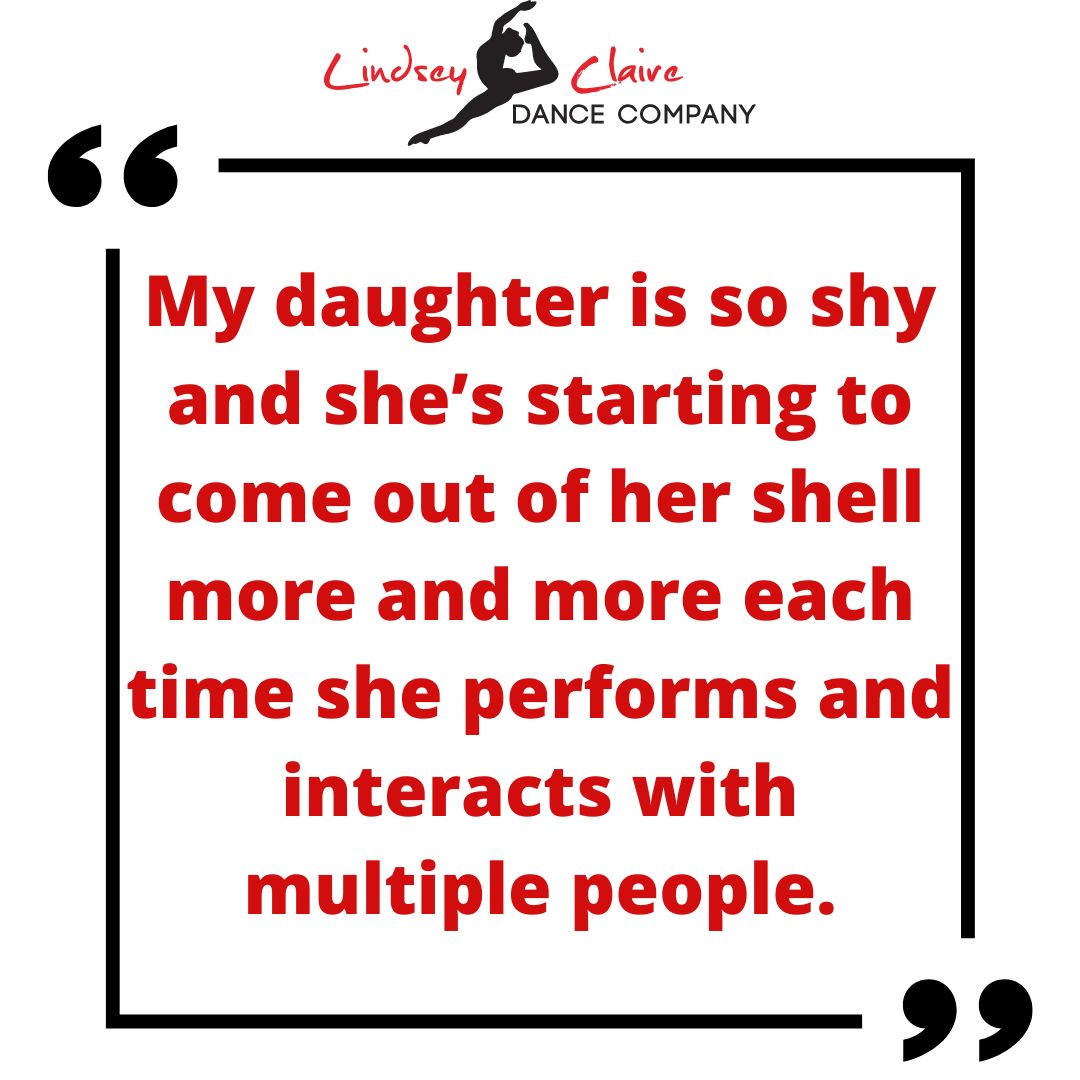 Lindsey Claire
DANCE COMPANY
“
My daughter is so shy
and she’s starting to
come out of her shell
more and more each
time she performs and
interacts with
multiple people.
”